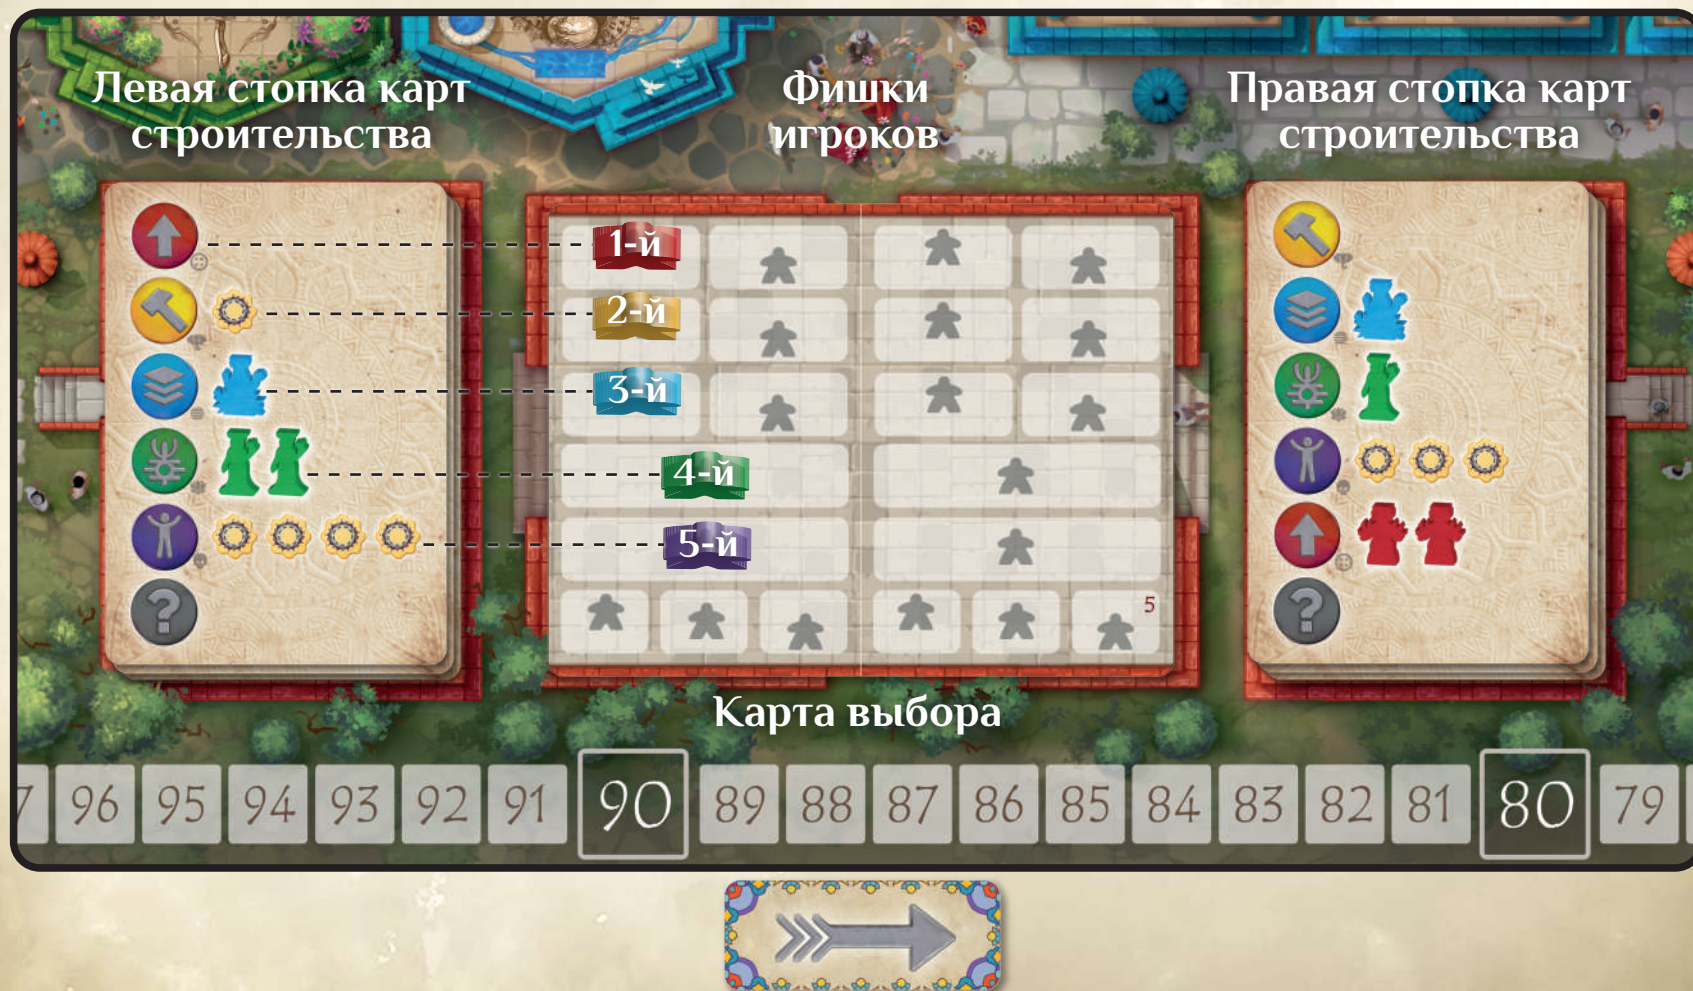 Левая стопка карт
строительства
Фишки
игроков
Правая стопка карт
строительства
1-й
2-й
3-й
4-й
5-й
?
?
5
Карта выбора
7 96 95 94 93 92 91 90 89 88 87 86 85 84 83 82 81 80 79